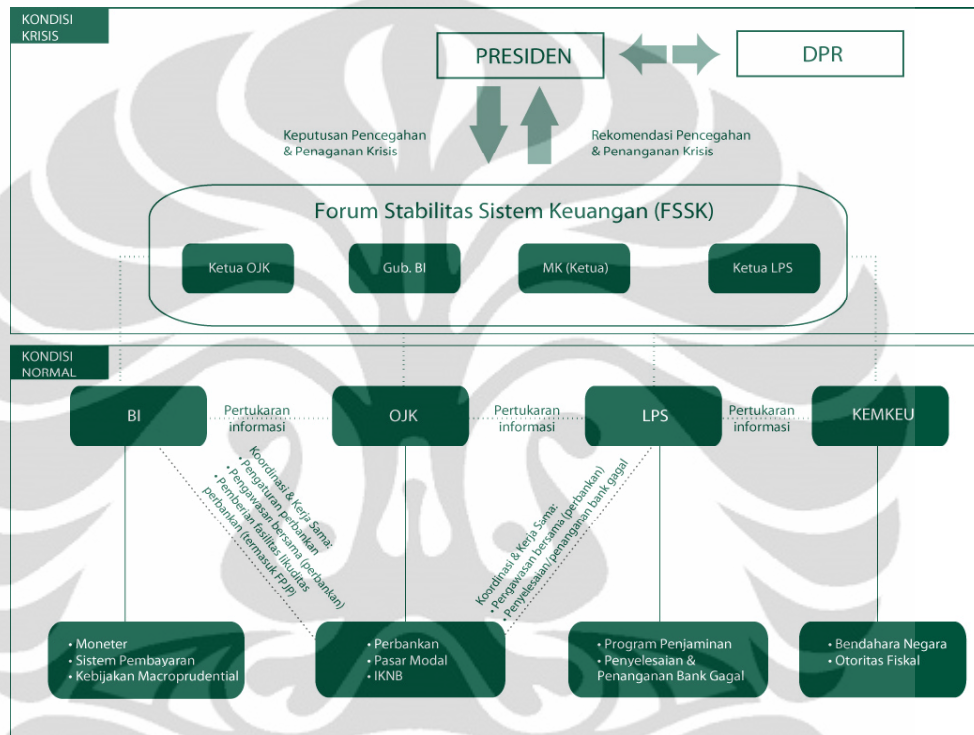 KONDISI
KRISIS
PRESIDEN
DPR
Keputusan Pencegahan
& Penaganan Krisis
Rekomendasi Pencegahan
& Penanganan Krisis
Forum Stabilitas Sistem Keuangan (FSSK)
Ketua OJK
Gub. BI
MK (Ketua)
Ketua LPS
KONDISI
NORMAL
BI
Pertukaran
informasi
OJK
Pertukaran
informasi
LPS
Pertukaran
informasi
KEMKEU
Koordinasi & Kerja Sama:
• Pengaturan perbankan
• Pengawasan bersama (perbankan)
• Pemberian fasilitas likuditas
perbankan (termasuk FPJP)
Koordinasi & Kerja Sama:
• Pengawasan bersama (perbankan)
• Penyelesaian/penanganan bank gagal
• Moneter
• Sistem Pembayaran
• Kebijakan Macroprudential
• Perbankan
• Pasar Modal
• IKNB
• Program Penjaminan
• Penyelesaian &
Penanganan Bank Gagal
• Bendahara Negara
• Otoritas Fiskal